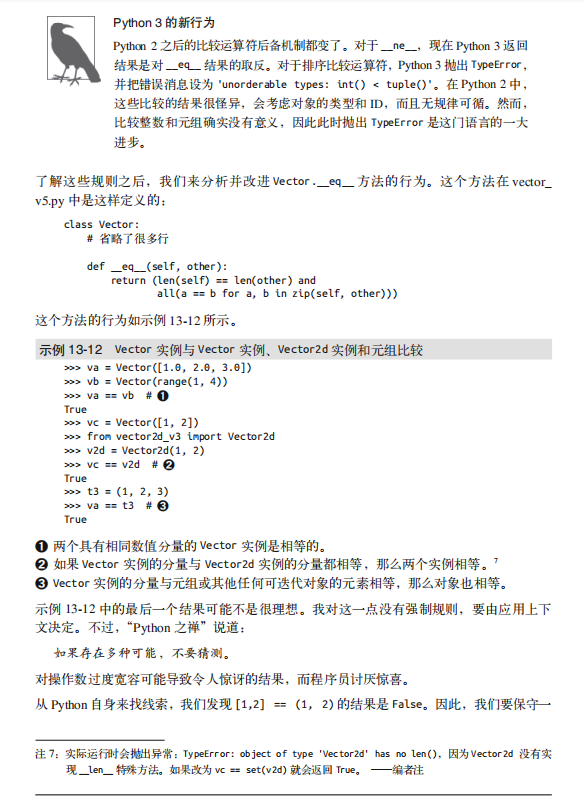 Python 3 的新行为
Python 2 之后的比较运算符后备机制都变了。对于 __ne__，现在 Python 3 返回
结果是对 __eq__ 结果的取反。对于排序比较运算符，Python 3 抛出 TypeError，
并把错误消息设为 'unorderable types: int() < tuple()'。在 Python 2 中，
这些比较的结果很怪异，会考虑对象的类型和 ID，而且无规律可循。然而，
比较整数和元组确实没有意义，因此此时抛出 TypeError 是这门语言的一大
进步。
了解这些规则之后，我们来分析并改进 Vector.__eq__ 方法的行为。这个方法在 vector_
v5.py 中是这样定义的：
class Vector:
    # 省略了很多行
    def __eq__(self, other):
        return (len(self) == len(other) and
                all(a == b for a, b in zip(self, other)))
这个方法的行为如示例 13-12 所示。
示例 13-12 Vector 实例与 Vector 实例、Vector2d 实例和元组比较
>>> va = Vector([1.0, 2.0, 3.0])
>>> vb = Vector(range(1, 4))
>>> va == vb # ❶
True
>>> vc = Vector([1, 2])
>>> from vector2d_v3 import Vector2d
>>> v2d = Vector2d(1, 2)
>>> vc == v2d # ❷
True
>>> t3 = (1, 2, 3)
>>> va == t3 # ❸
True
❶ 两个具有相同数值分量的 Vector 实例是相等的。
❷ 如果 Vector 实例的分量与 Vector2d 实例的分量都相等，那么两个实例相等。7
❸ Vector 实例的分量与元组或其他任何可迭代对象的元素相等，那么对象也相等。
示例 13-12 中的最后一个结果可能不是很理想。我对这一点没有强制规则，要由应用上下
文决定。不过，“Python 之禅”说道：
如果存在多种可能，不要猜测。
对操作数过度宽容可能导致令人惊讶的结果，而程序员讨厌惊喜。
从 Python 自身来找线索，我们发现 [1,2] == (1, 2) 的结果是 False。因此，我们要保守一
注 7：实际运行时会抛出异常：TypeError: object of type 'Vector2d' has no len()，因为 Vector2d 没有实
现 __len__ 特殊方法。如果改为 vc == set(v2d) 就会返回 True。 ——编者注